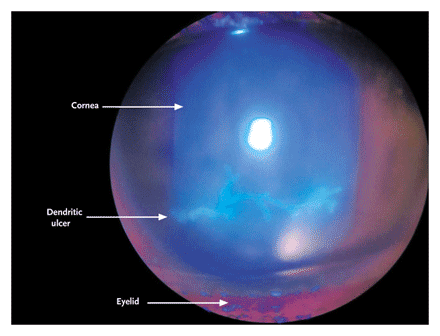 Cornea
Dendritic
ulcer
Eyelid